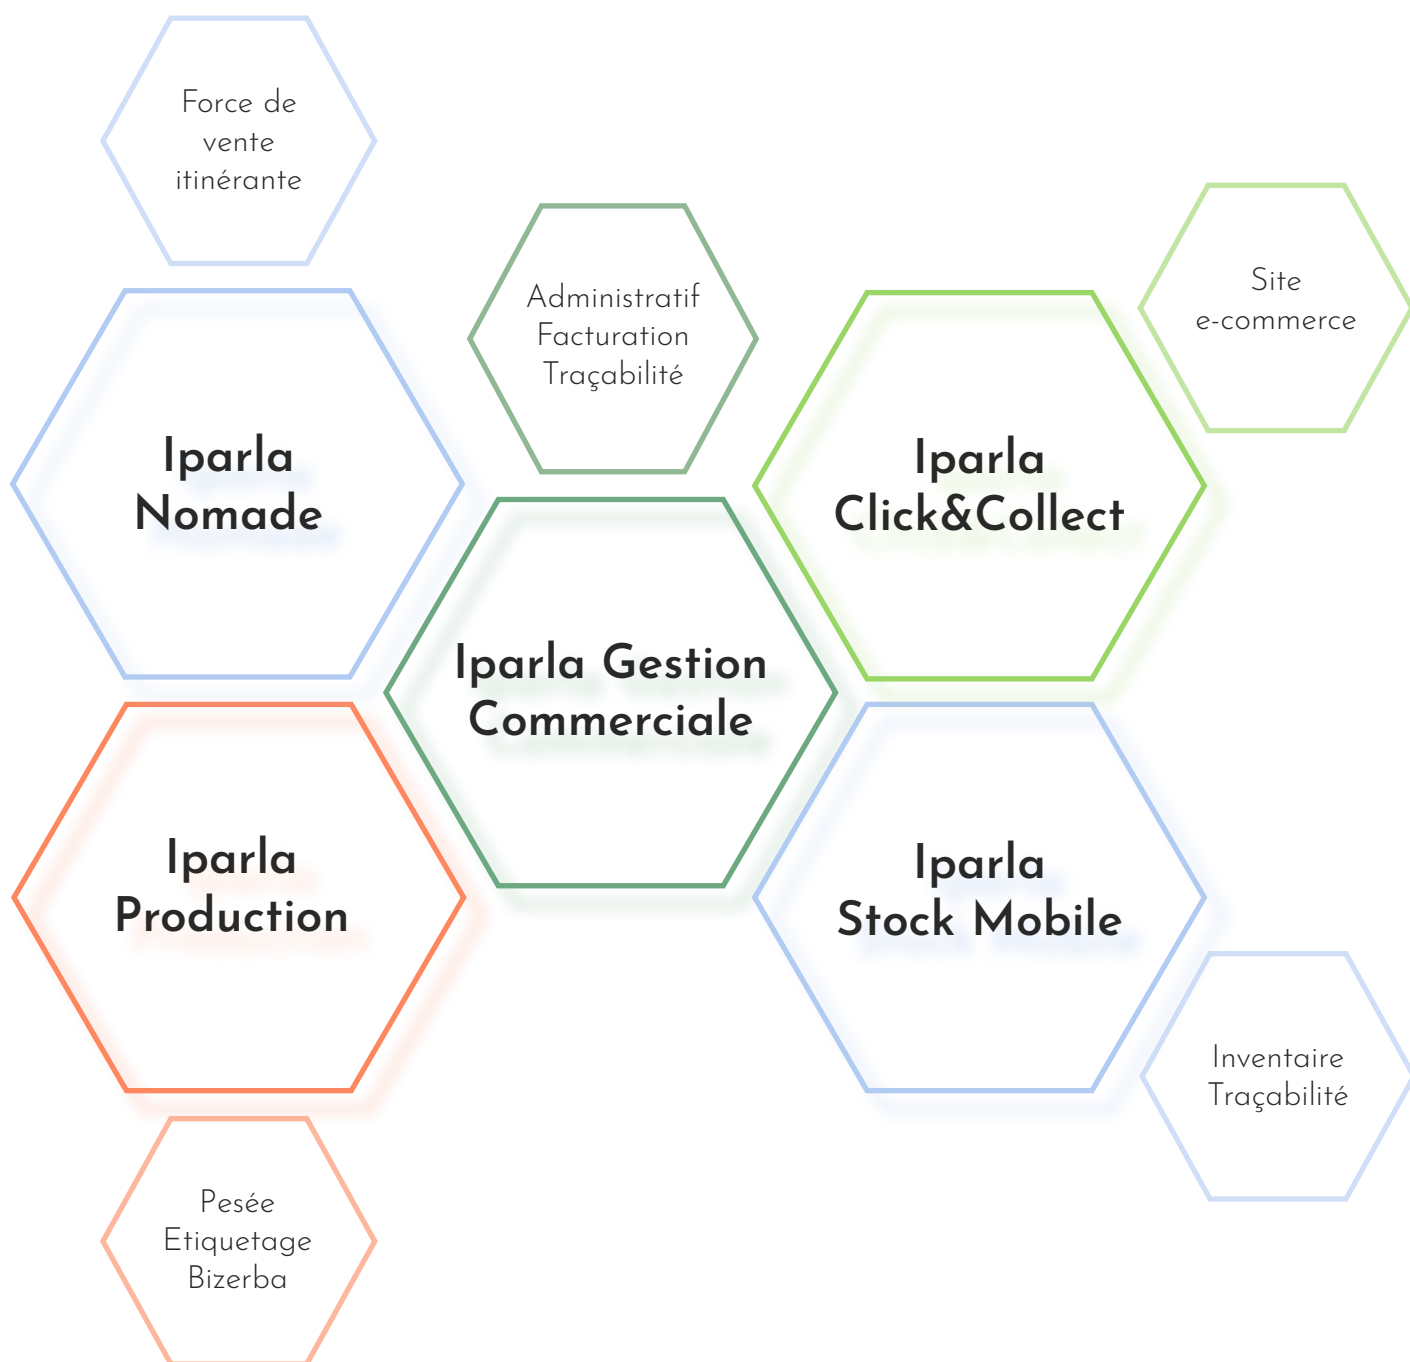 Force de
vente
itinérante
Iparla
Nomade
Administratif
Facturation
Traçabilité
Iparla Gestion
Commerciale
Site
e-commerce
Iparla
Click&Collect
Iparla
Production
Pesée
Etiquetage
Bizerba
Iparla
Stock Mobile
Inventaire
Traçabilité